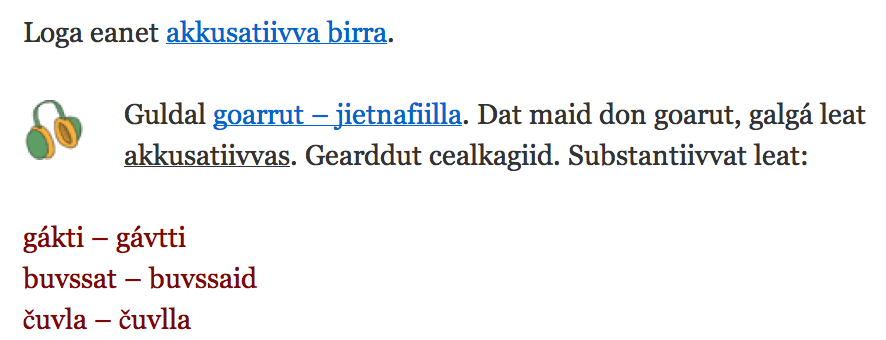 Loga eanet akkusatiivva birra.
Guldal goarrut – jietnafiilla. Dat maid don goarut, galgá leat
akkusatiivvas. Gearddut cealkagiid. Substantiivvat leat:
gákti – gávtti
buvssat – buvssaid
čuvla – čuvlla